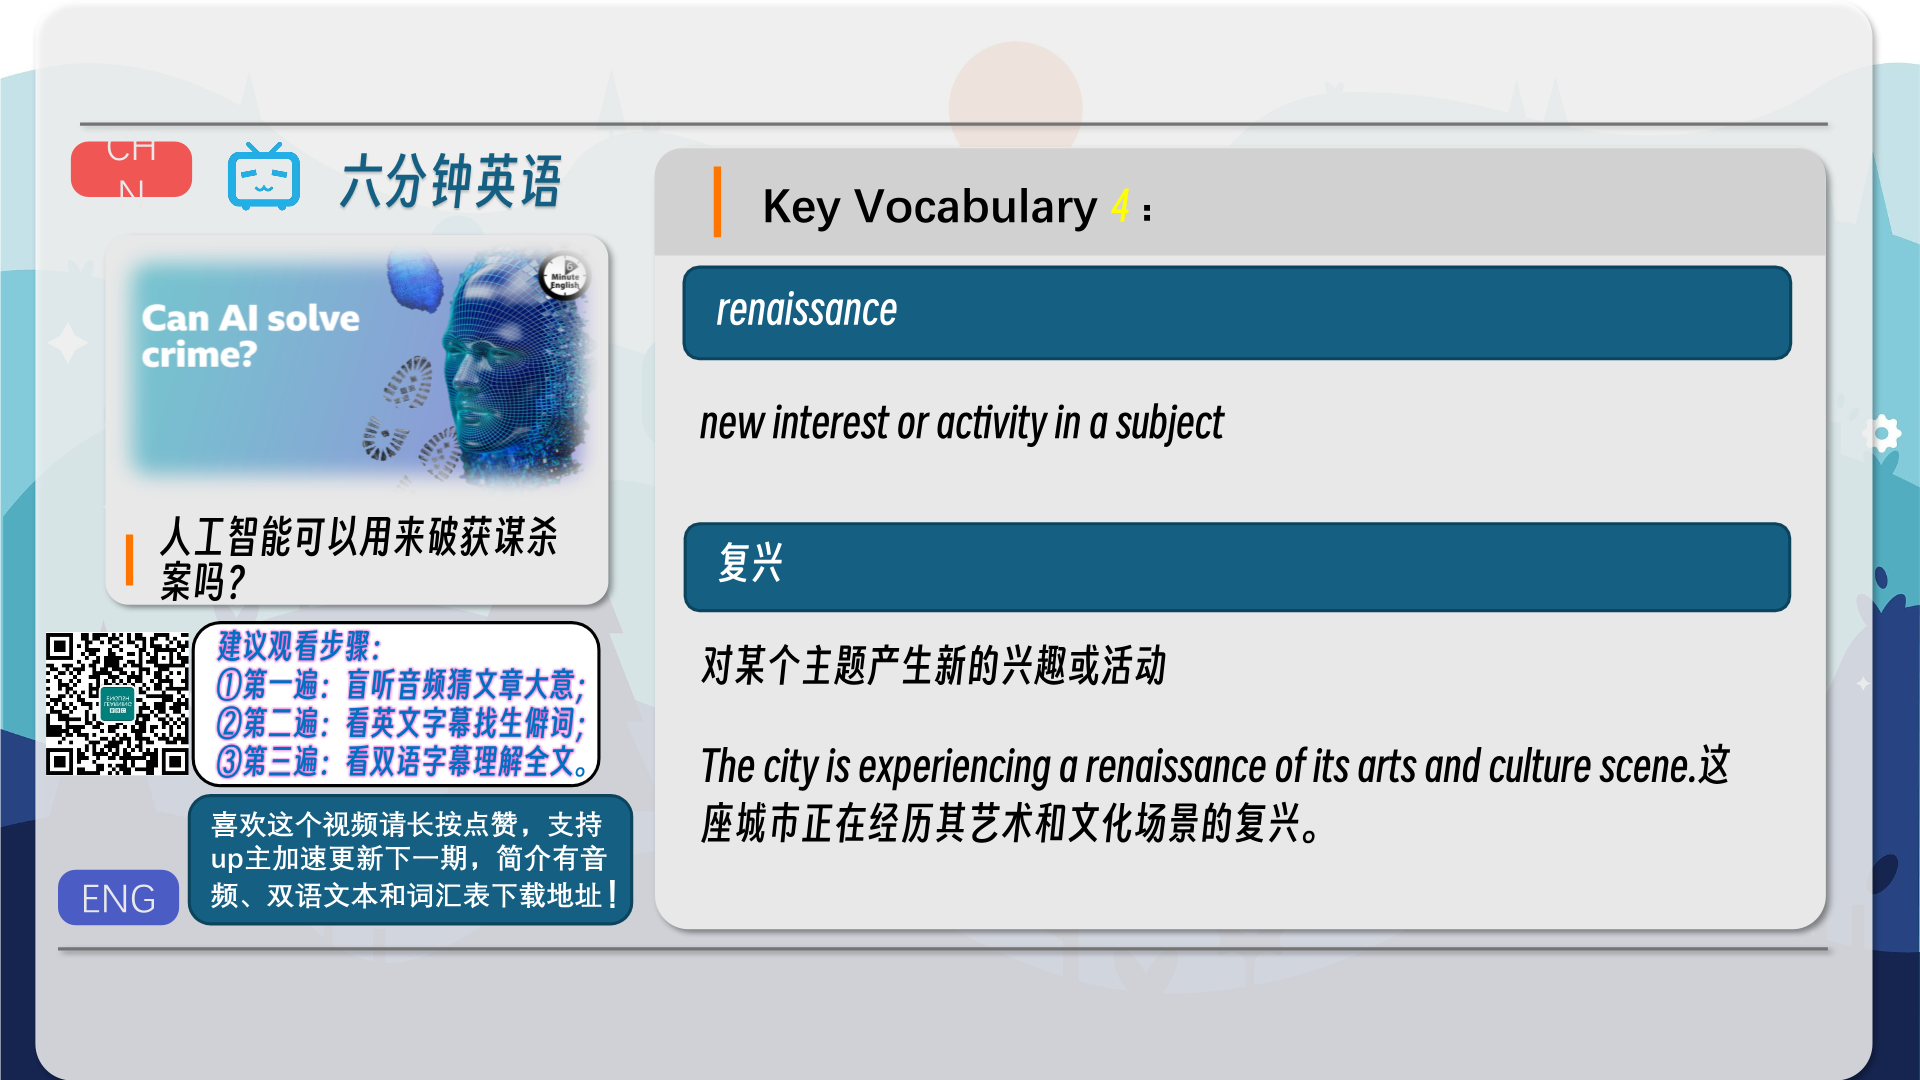 CH
N
六分钟英语
Can AI solve
crime?
6
Minute
English
人工智能可以用来破获谋杀
案吗？
建议观看步骤：
①第一遍：盲听音频猜文章大意；
②第二遍：看英文字幕找生僻词；
③第三遍：看双语字幕理解全文。
喜欢这个视频请长按点赞，支持
up主加速更新下一期，简介有音
频、双语文本和词汇表下载地址！
ENG
Key Vocabulary 4：
renaissance
new interest or activity in a subject
复兴
对某个主题产生新的兴趣或活动
The city is experiencing a renaissance of its arts and culture scene.这
座城市正在经历其艺术和文化场景的复兴。